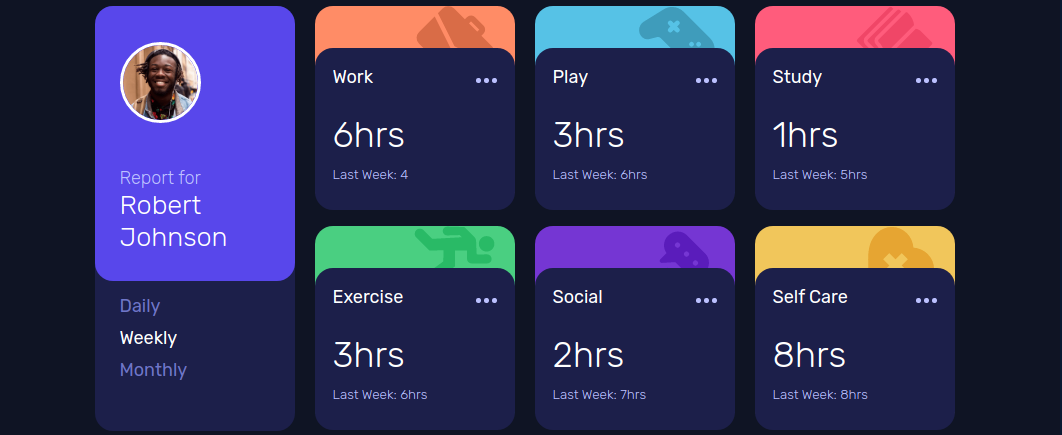 Report for
Robert
Johnson
Daily
Weekly
Monthly
Work
6hrs
Last Week: 4
Play
3hrs
Last Week: 6hrs
Study
1hrs
Last Week: 5hrs
Exercise
3hrs
Last Week: 6hrs
Social
2hrs
Last Week: 7hrs
Self Care
8hrs
Last Week: 8hrs